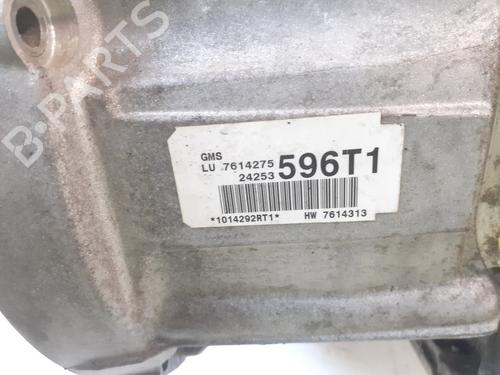 B-PARTS
GMS
LU 7614275
24253 596T1
*1014292RT1* HW 7614313